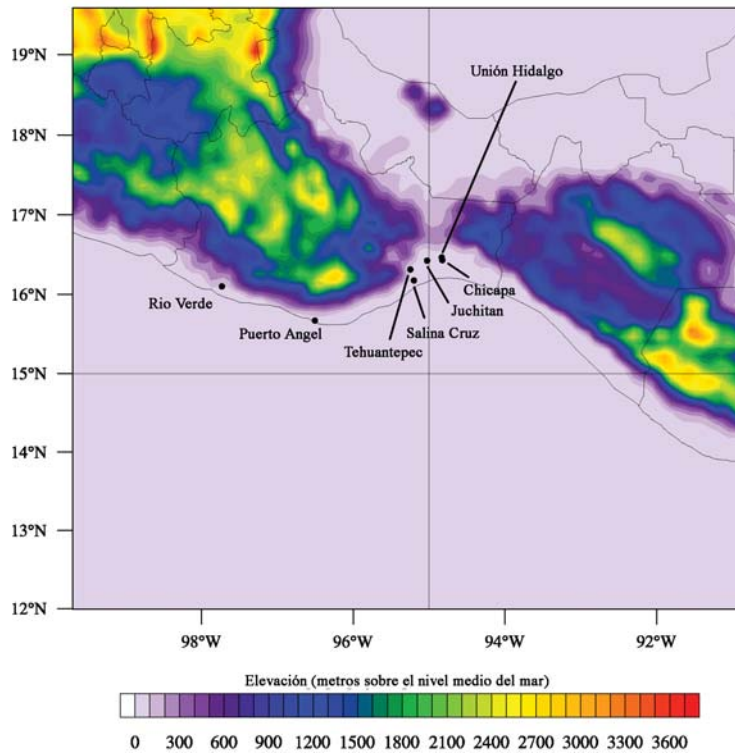 19°N
18°N
17°N
16°N
15°N
14°N
13°N
12°N
Unión Hidalgo
Chicapa
Juchitan
Salina Cruz
Tehuantepec
Rio Verde
Puerto Angel
98°W 96°W 94°W 92°W
Elevación (metros sobre el nivel medio del mar)
0 300 600 900 1200 1500 1800 2100 2400 2700 3000 3300 3600